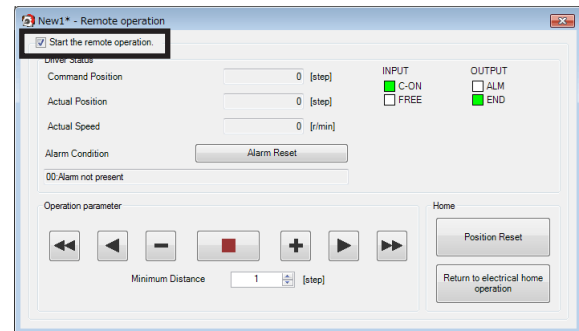 New1* - Remote operation
Start the remote operation.
Driver Status
Command Position 0 [step]
Actual Position 0 [step]
Actual Speed 0 [r/min]
Alarm Condition Alarm Reset
00:Alarm not present
INPUT OUTPUT
C-ON ALM
FREE END
Operation parameter
Minimum Distance 1 [step]
Home
Position Reset
Return to electrical home
operation